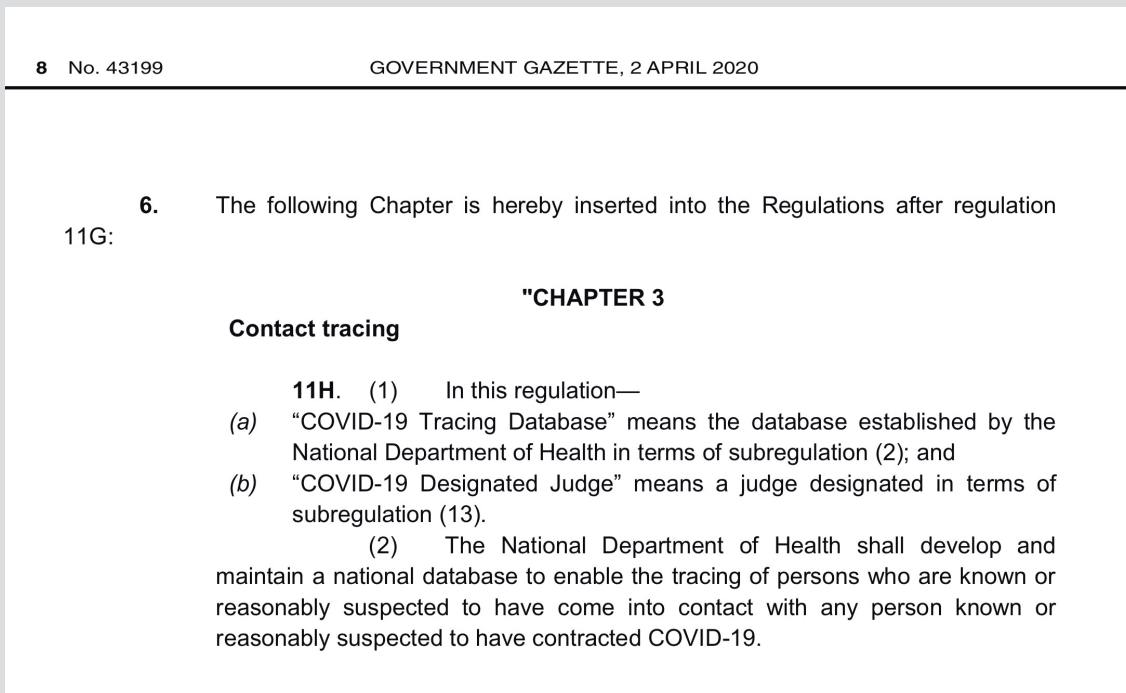 8 No. 43199 GOVERNMENT GAZETTE, 2 APRIL 2020
6. The following Chapter is hereby inserted into the Regulations after regulation
11G:
"CHAPTER 3
Contact tracing
11H. (1) In this regulation—
(a) “COVID-19 Tracing Database” means the database established by the
National Department of Health in terms of subregulation (2); and
(b) “COVID-19 Designated Judge” means a judge designated in terms of
subregulation (13).
(2) The National Department of Health shall develop and
maintain a national database to enable the tracing of persons who are known or
reasonably suspected to have come into contact with any person known or
reasonably suspected to have contracted COVID-19.